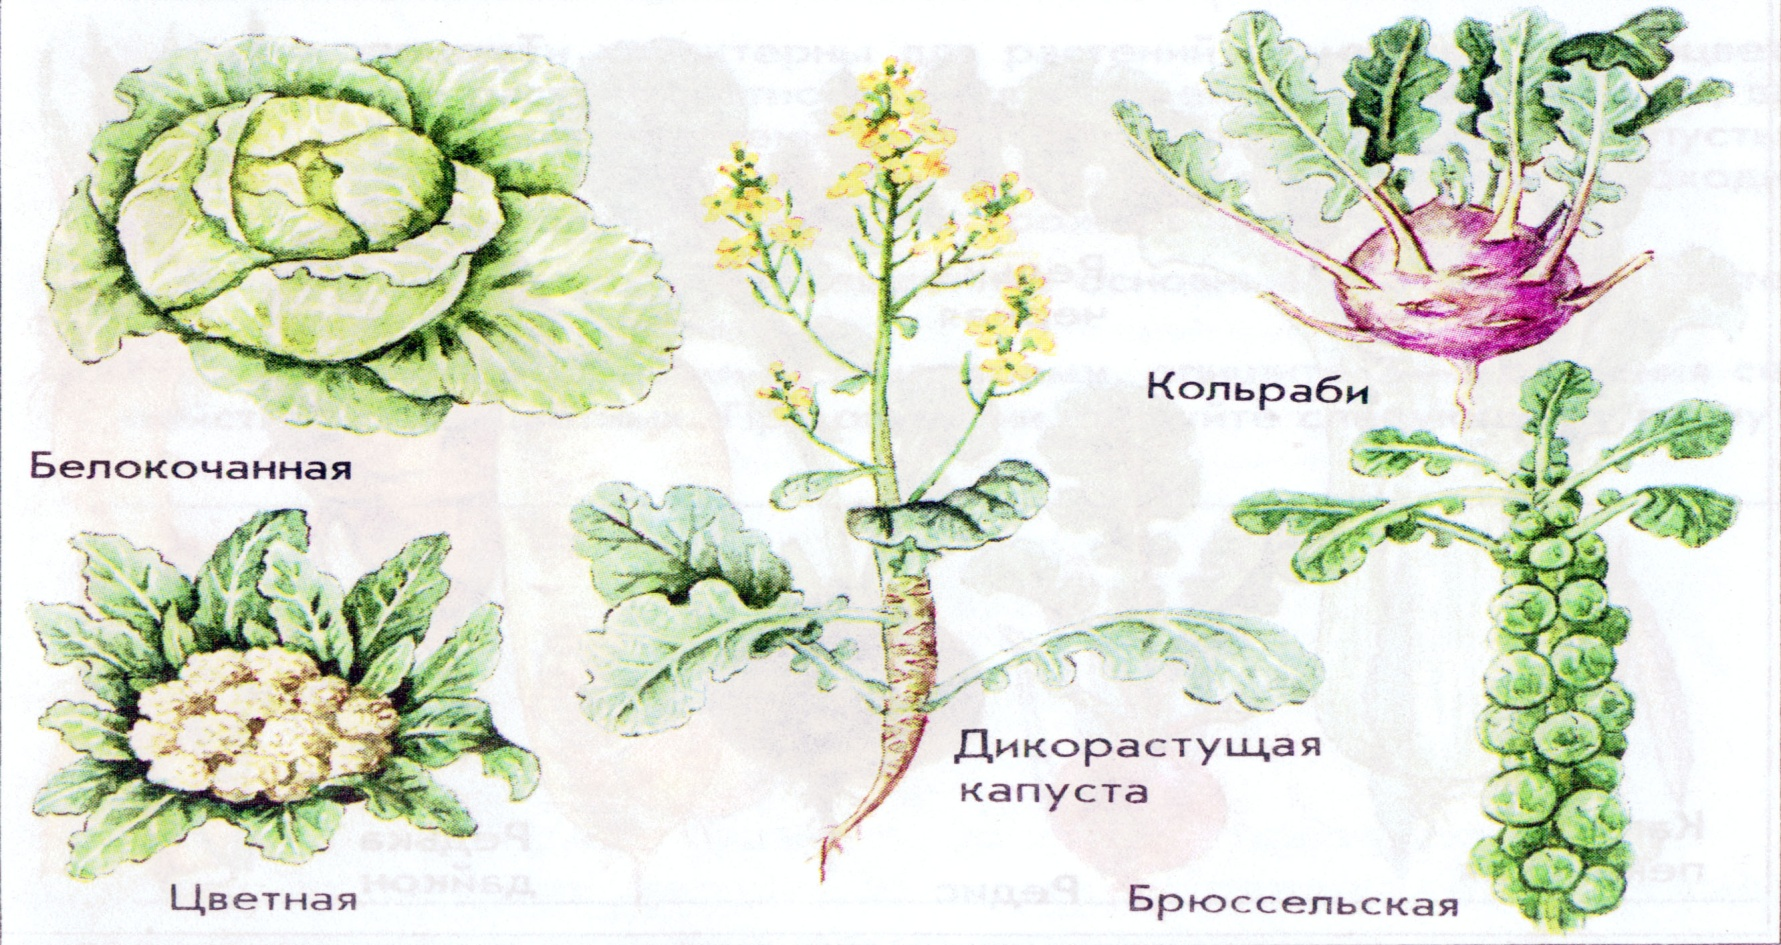 Белокочанная
Кольраби
Дикорастущая
капуста
Цветная
Брюссельская